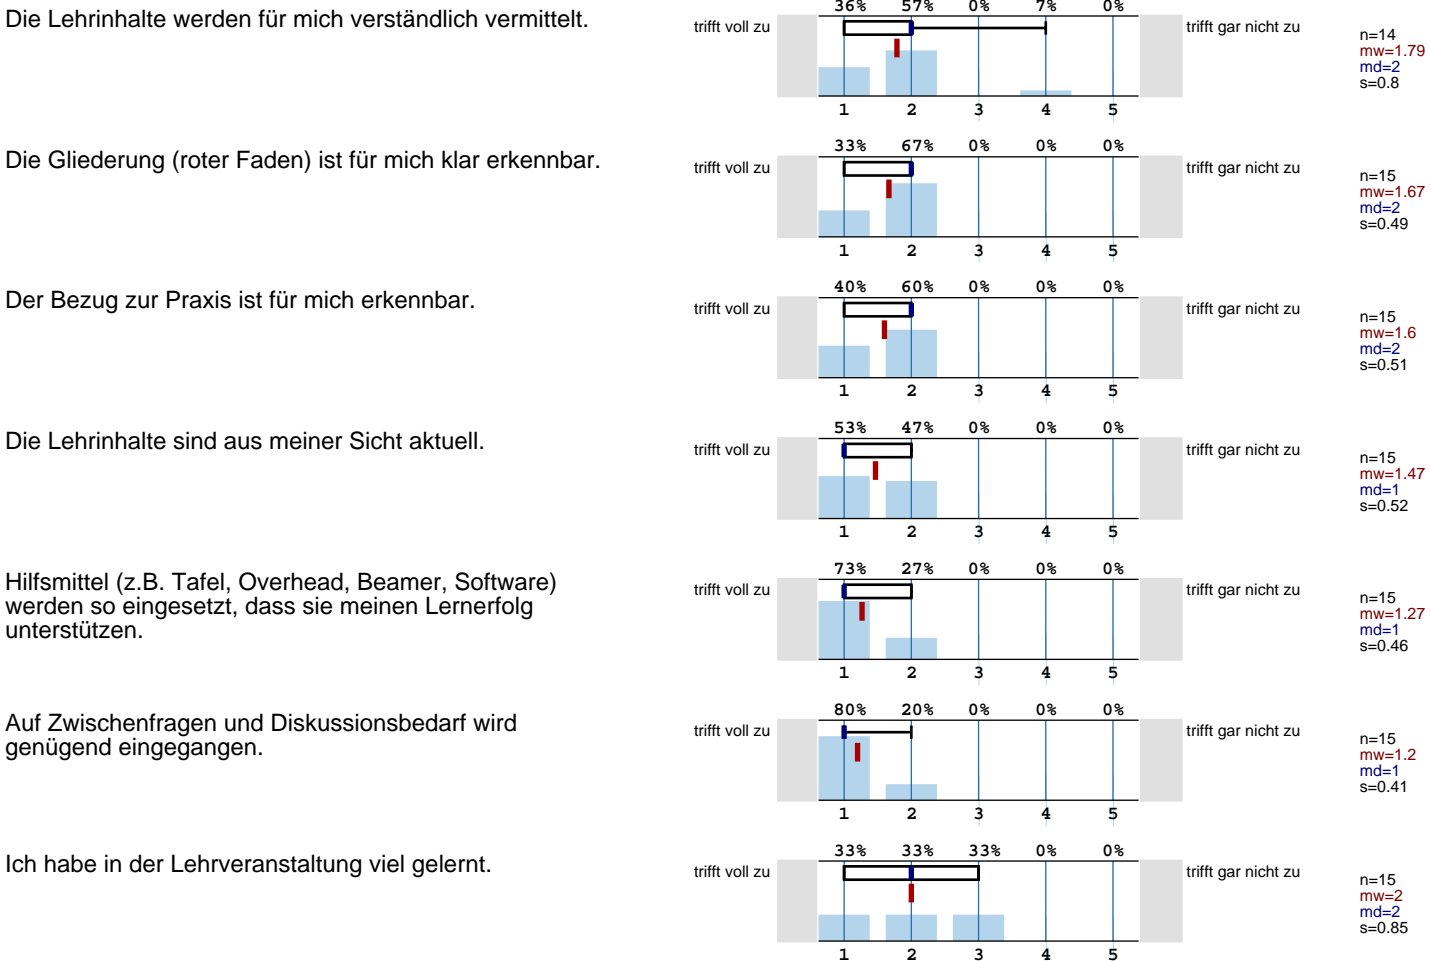 Die Lehrinhalte werden für mich verständlich vermittelt.
36% 57% 0% 7% 0%
trifft voll zu
trifft gar nicht zu
n=14
mw=1.79
md=2
s=0.8
1 2 3 4 5
Die Gliederung (roter Faden) ist für mich klar erkennbar.
33% 67% 0% 0% 0%
trifft voll zu
trifft gar nicht zu
n=15
mw=1.67
md=2
s=0.49
1 2 3 4 5
Der Bezug zur Praxis ist für mich erkennbar.
40% 60% 0% 0% 0%
trifft voll zu
trifft gar nicht zu
n=15
mw=1.6
md=2
s=0.51
1 2 3 4 5
Die Lehrinhalte sind aus meiner Sicht aktuell.
53% 47% 0% 0% 0%
trifft voll zu
trifft gar nicht zu
n=15
mw=1.47
md=1
s=0.52
1 2 3 4 5
Hilfsmittel (z.B. Tafel, Overhead, Beamer, Software)
werden so eingesetzt, dass sie meinen Lernerfolg
unterstützen.
73% 27% 0% 0% 0%
trifft voll zu
trifft gar nicht zu
n=15
mw=1.27
md=1
s=0.46
1 2 3 4 5
Auf Zwischenfragen und Diskussionsbedarf wird
genügend eingegangen.
80% 20% 0% 0% 0%
trifft voll zu
trifft gar nicht zu
n=15
mw=1.2
md=1
s=0.41
1 2 3 4 5
Ich habe in der Lehrveranstaltung viel gelernt.
33% 33% 33% 0% 0%
trifft voll zu
trifft gar nicht zu
n=15
mw=2
md=2
s=0.85
1 2 3 4 5